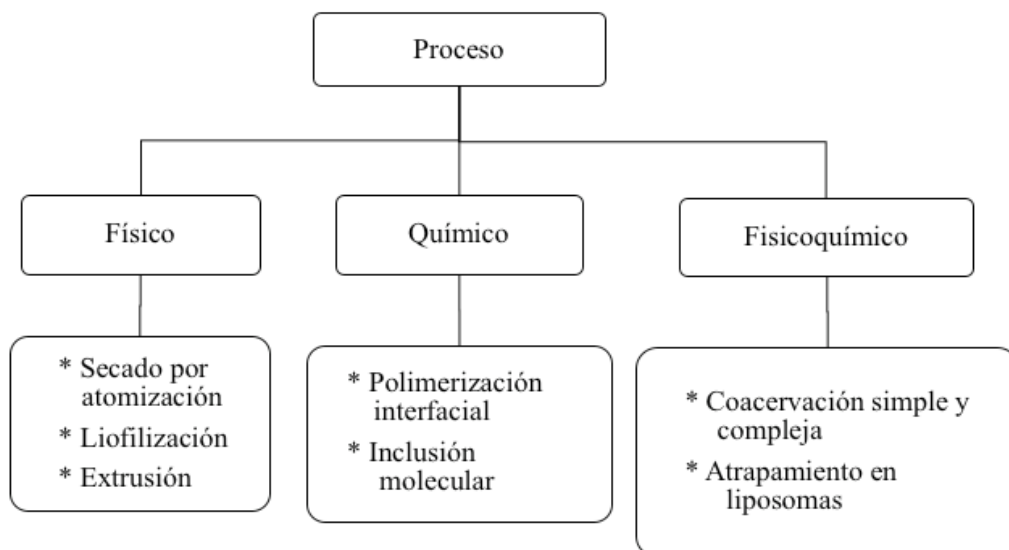 Proceso
Físico
Químico
Fisicoquímico
* Secado por
atomización
* Liofilización
* Extrusión
* Polimerización
interfacial
* Inclusión
molecular
* Coacervación simple y
compleja
* Atrapamiento en
liposomas